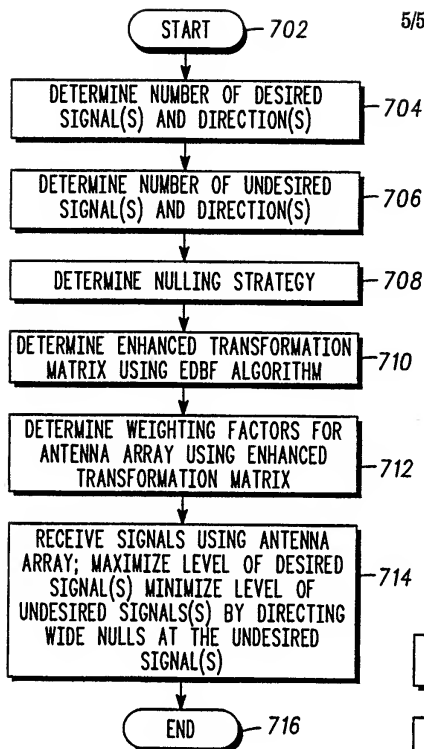 START
702
5/5
DETERMINE NUMBER OF DESIRED
SIGNAL(S) AND DIRECTION(S)
704
DETERMINE NUMBER OF UNDESIRED
SIGNAL(S) AND DIRECTION(S)
706
DETERMINE NULLING STRATEGY
708
DETERMINE ENHANCED TRANSFORMATION
MATRIX USING EDBF ALGORITHM
710
DETERMINE WEIGHTING FACTORS FOR
ANTENNA ARRAY USING ENHANCED
TRANSFORMATION MATRIX
712
RECEIVE SIGNALS USING ANTENNA
ARRAY; MAXIMIZE LEVEL OF DESIRED
SIGNAL(S) MINIMIZE LEVEL OF
UNDESIRED SIGNALS(S) BY DIRECTING
WIDE NULLS AT THE UNDESIRED
SIGNAL(S)
714
END
716